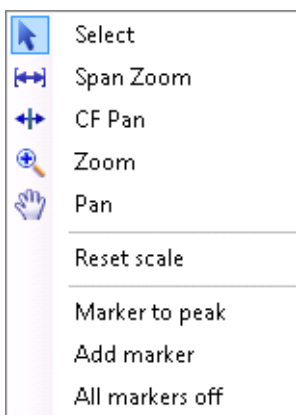 Select
Span Zoom
CF Pan
Zoom
Pan
Reset scale
Marker to peak
Add marker
All markers off